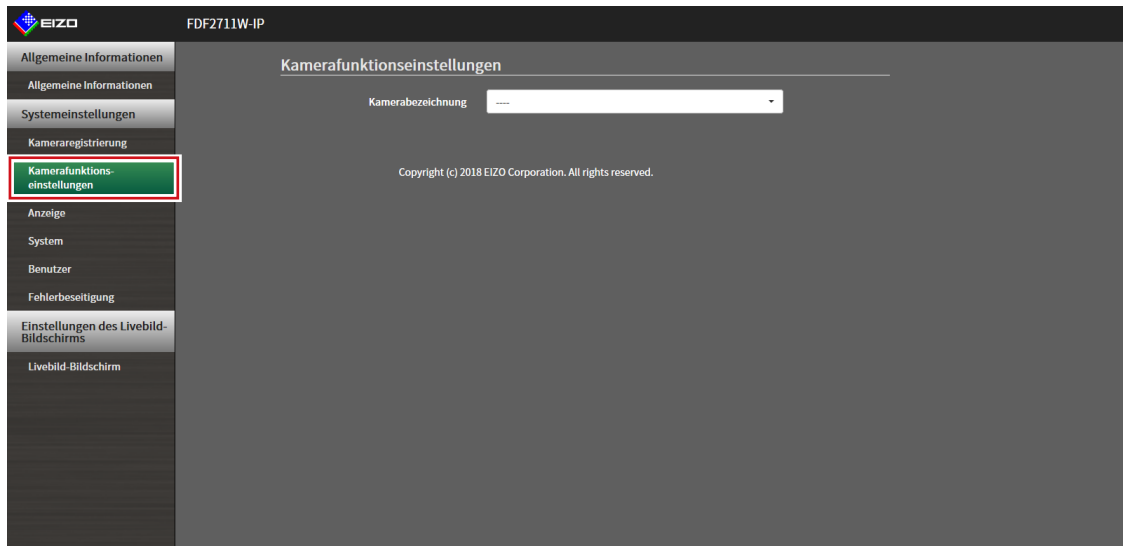 EIZO
FDF2711W-IP
Allgemeine Informationen
Allgemeine Informationen
Systemeinstellungen
Kameraregistrierung
Kamerafunktions-
einstellungen
Anzeige
System
Benutzer
Fehlerbeseitigung
Einstellungen des Livebild-
Bildschirms
Livebild-Bildschirm
Kamerafunktionseinstellungen
Kamerabezeichnung
----
Copyright (c) 2018 EIZO Corporation. All rights reserved.